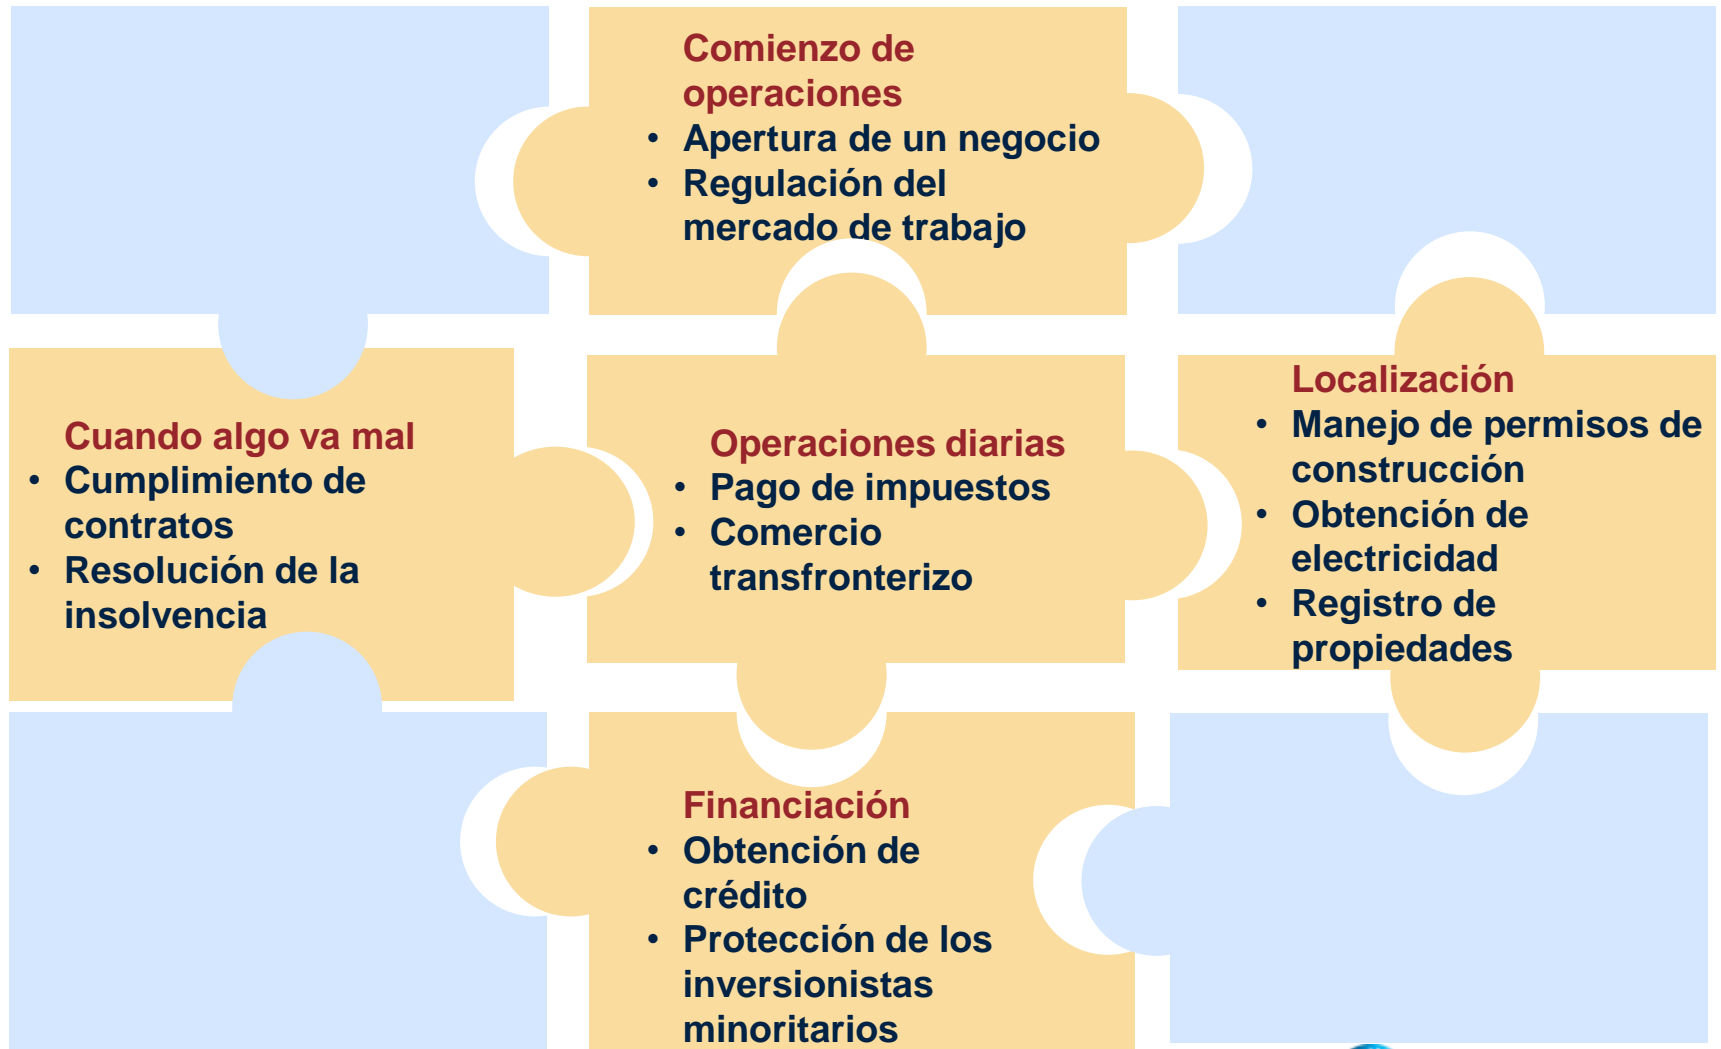 Comienzo de
operaciones
• Apertura de un negocio
• Regulación del
mercado de trabajo
Cuando algo va mal
• Cumplimiento de
contratos
• Resolución de la
insolvencia
Operaciones diarias
• Pago de impuestos
• Comercio
transfronterizo
Localización
• Manejo de permisos de
construcción
• Obtención de
electricidad
• Registro de
propiedades
Financiación
• Obtención de
crédito
• Protección de los
inversionistas
minoritarios